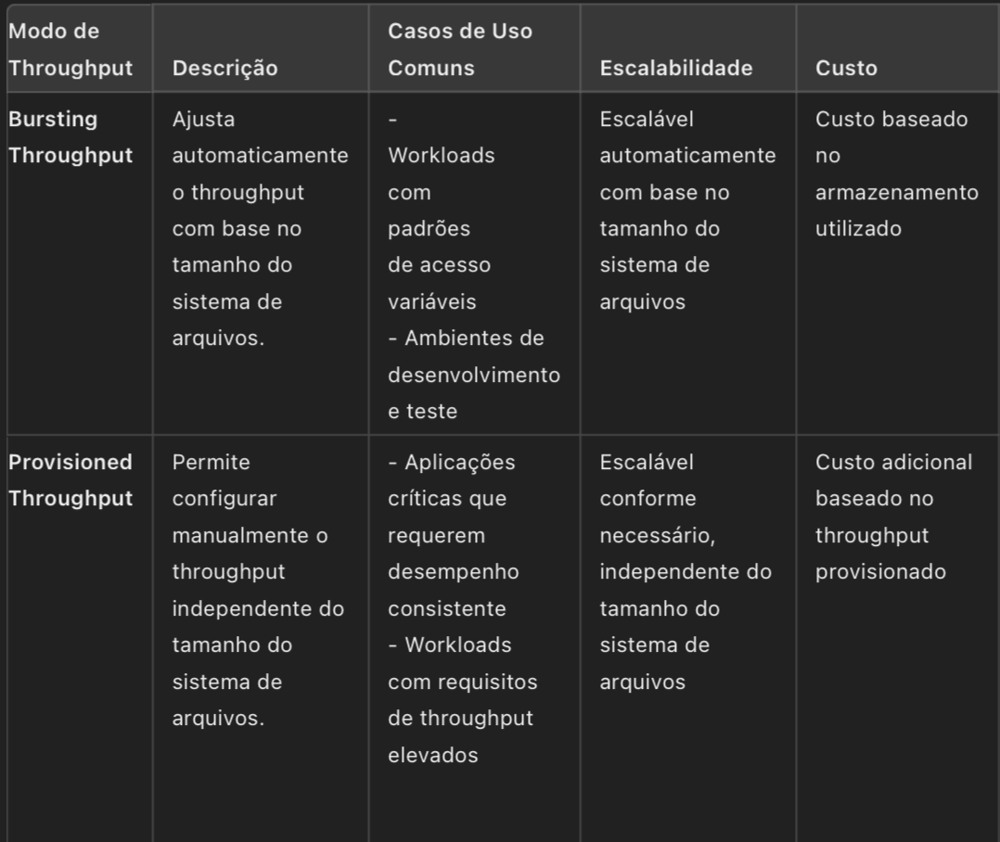 Modo de
Throughput
Descrição
Casos de Uso
Comuns
Escalabilidade
Custo
Bursting
Throughput
Ajusta
automaticamente
o throughput
com base no
tamanho do
sistema de
arquivos.
-
Workloads
com
padrões
de acesso
variáveis
- Ambientes de
desenvolvimento
e teste
Escalável
automaticamente
com base no
tamanho do
sistema de
arquivos
Custo baseado
no
armazenamento
utilizado
Provisioned
Throughput
Permite
configurar
manualmente o
throughput
independente do
tamanho do
sistema de
arquivos.
- Aplicações
críticas que
requerem
desempenho
consistente
- Workloads
com requisitos
de throughput
elevados
Escalável
conforme
necessário,
independente do
tamanho do
sistema de
arquivos
Custo adicional
baseado no
throughput
provisionado